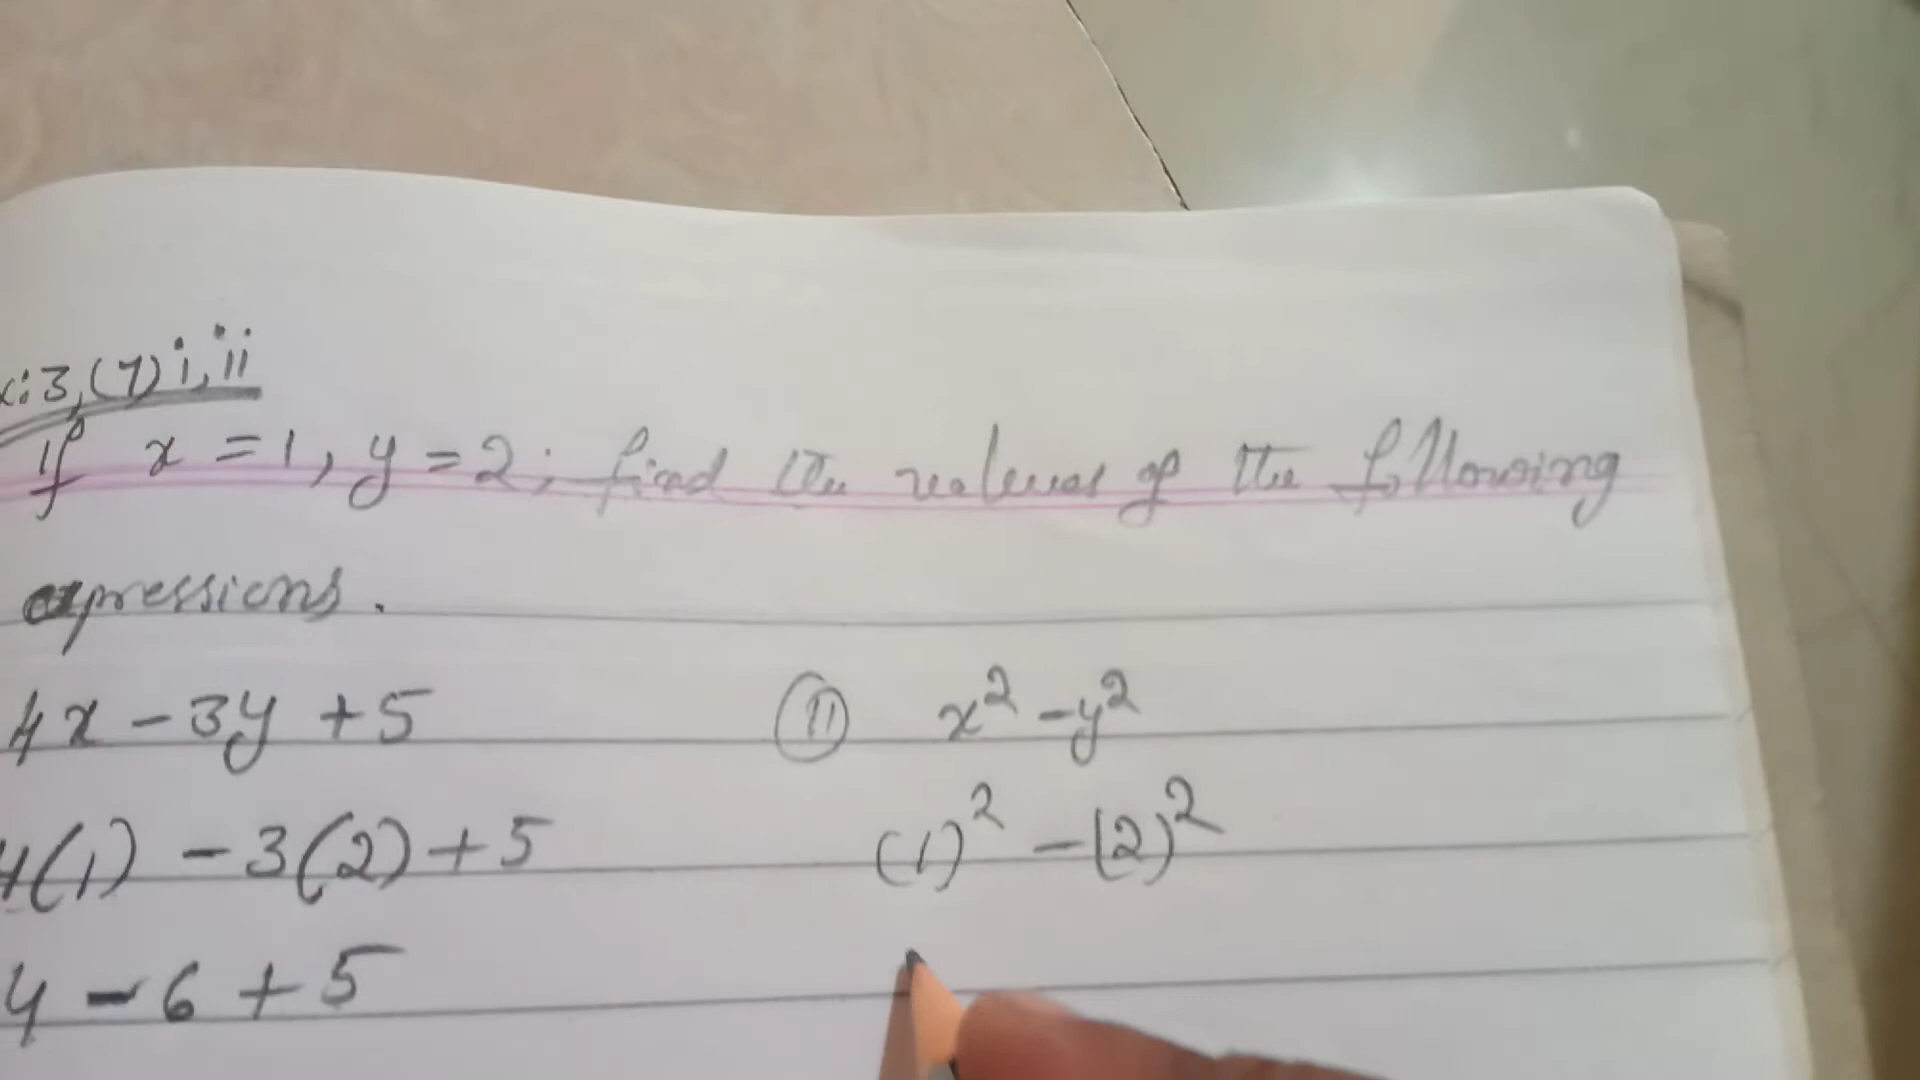 x:3,(7)i,ii
If x = 1, y = 2; find the values of the following
expressions.
4x - 3y + 5
(ii) x² - y²
4(1) - 3(2) + 5
(1)² - (2)²
4 - 6 + 5